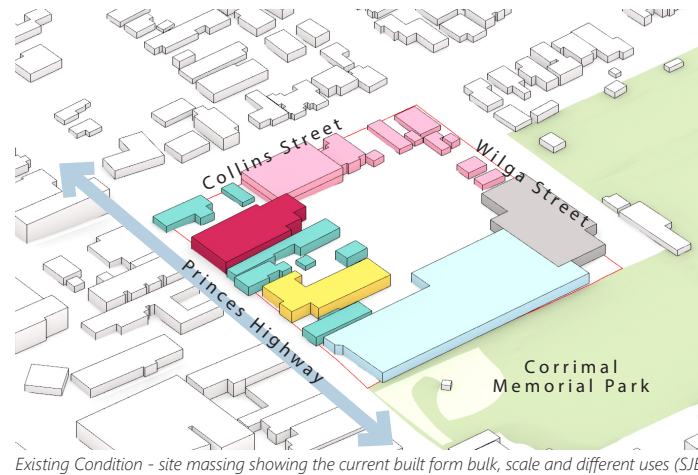 Collins Street
Wilga Street
Princes Highway
Corrimal
Memorial Park
Existing Condition - site massing showing the current built form bulk, scale and different uses (SJB